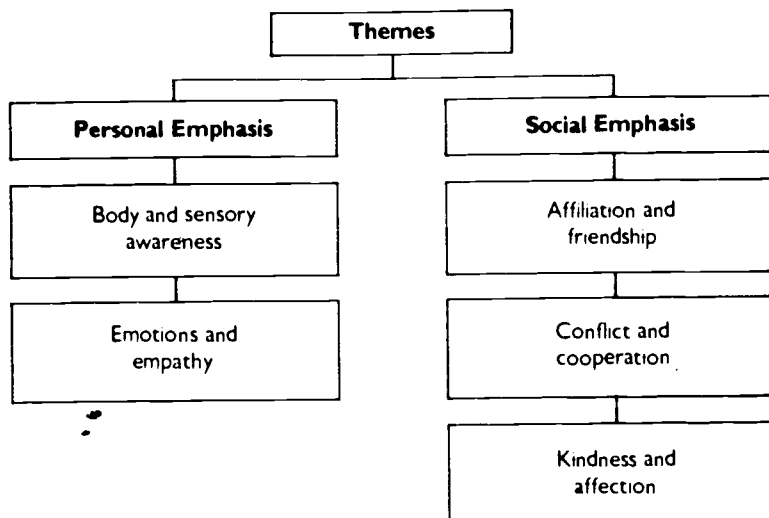 Themes
Personal Emphasis
Body and sensory
awareness
Emotions and
empathy
Social Emphasis
Affiliation and
friendship
Conflict and
cooperation
Kindness and
affection